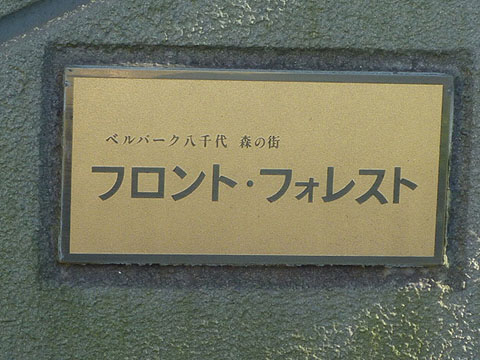 ベルパーク八千代 森の街
フロント・フォレスト